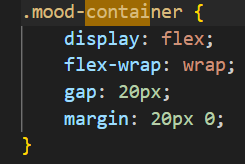 .mood-container {
display: flex;
flex-wrap: wrap;
gap: 20px;
margin: 20px 0;
}